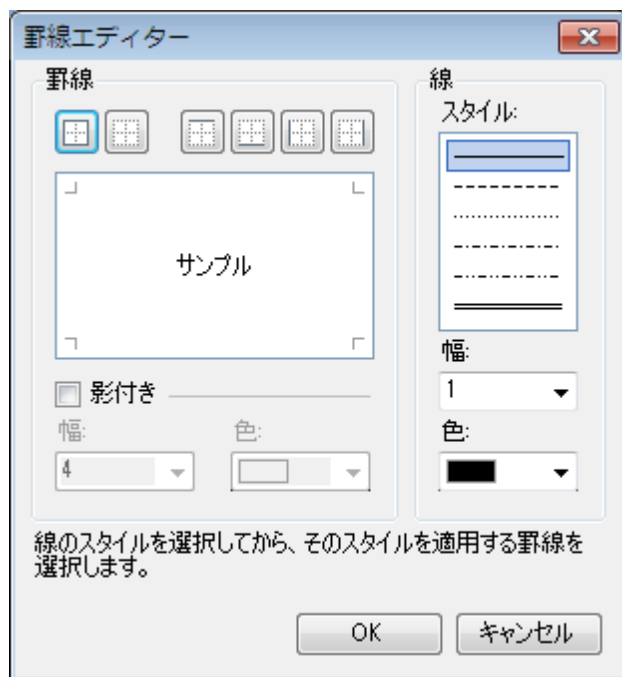 罫線エディター
罫線
サンプル
影付き
幅:
色:
4
線
スタイル:
幅:
1
色:
線のスタイルを選択してから、そのスタイルを適用する罫線を
選択します。
OK
キャンセル